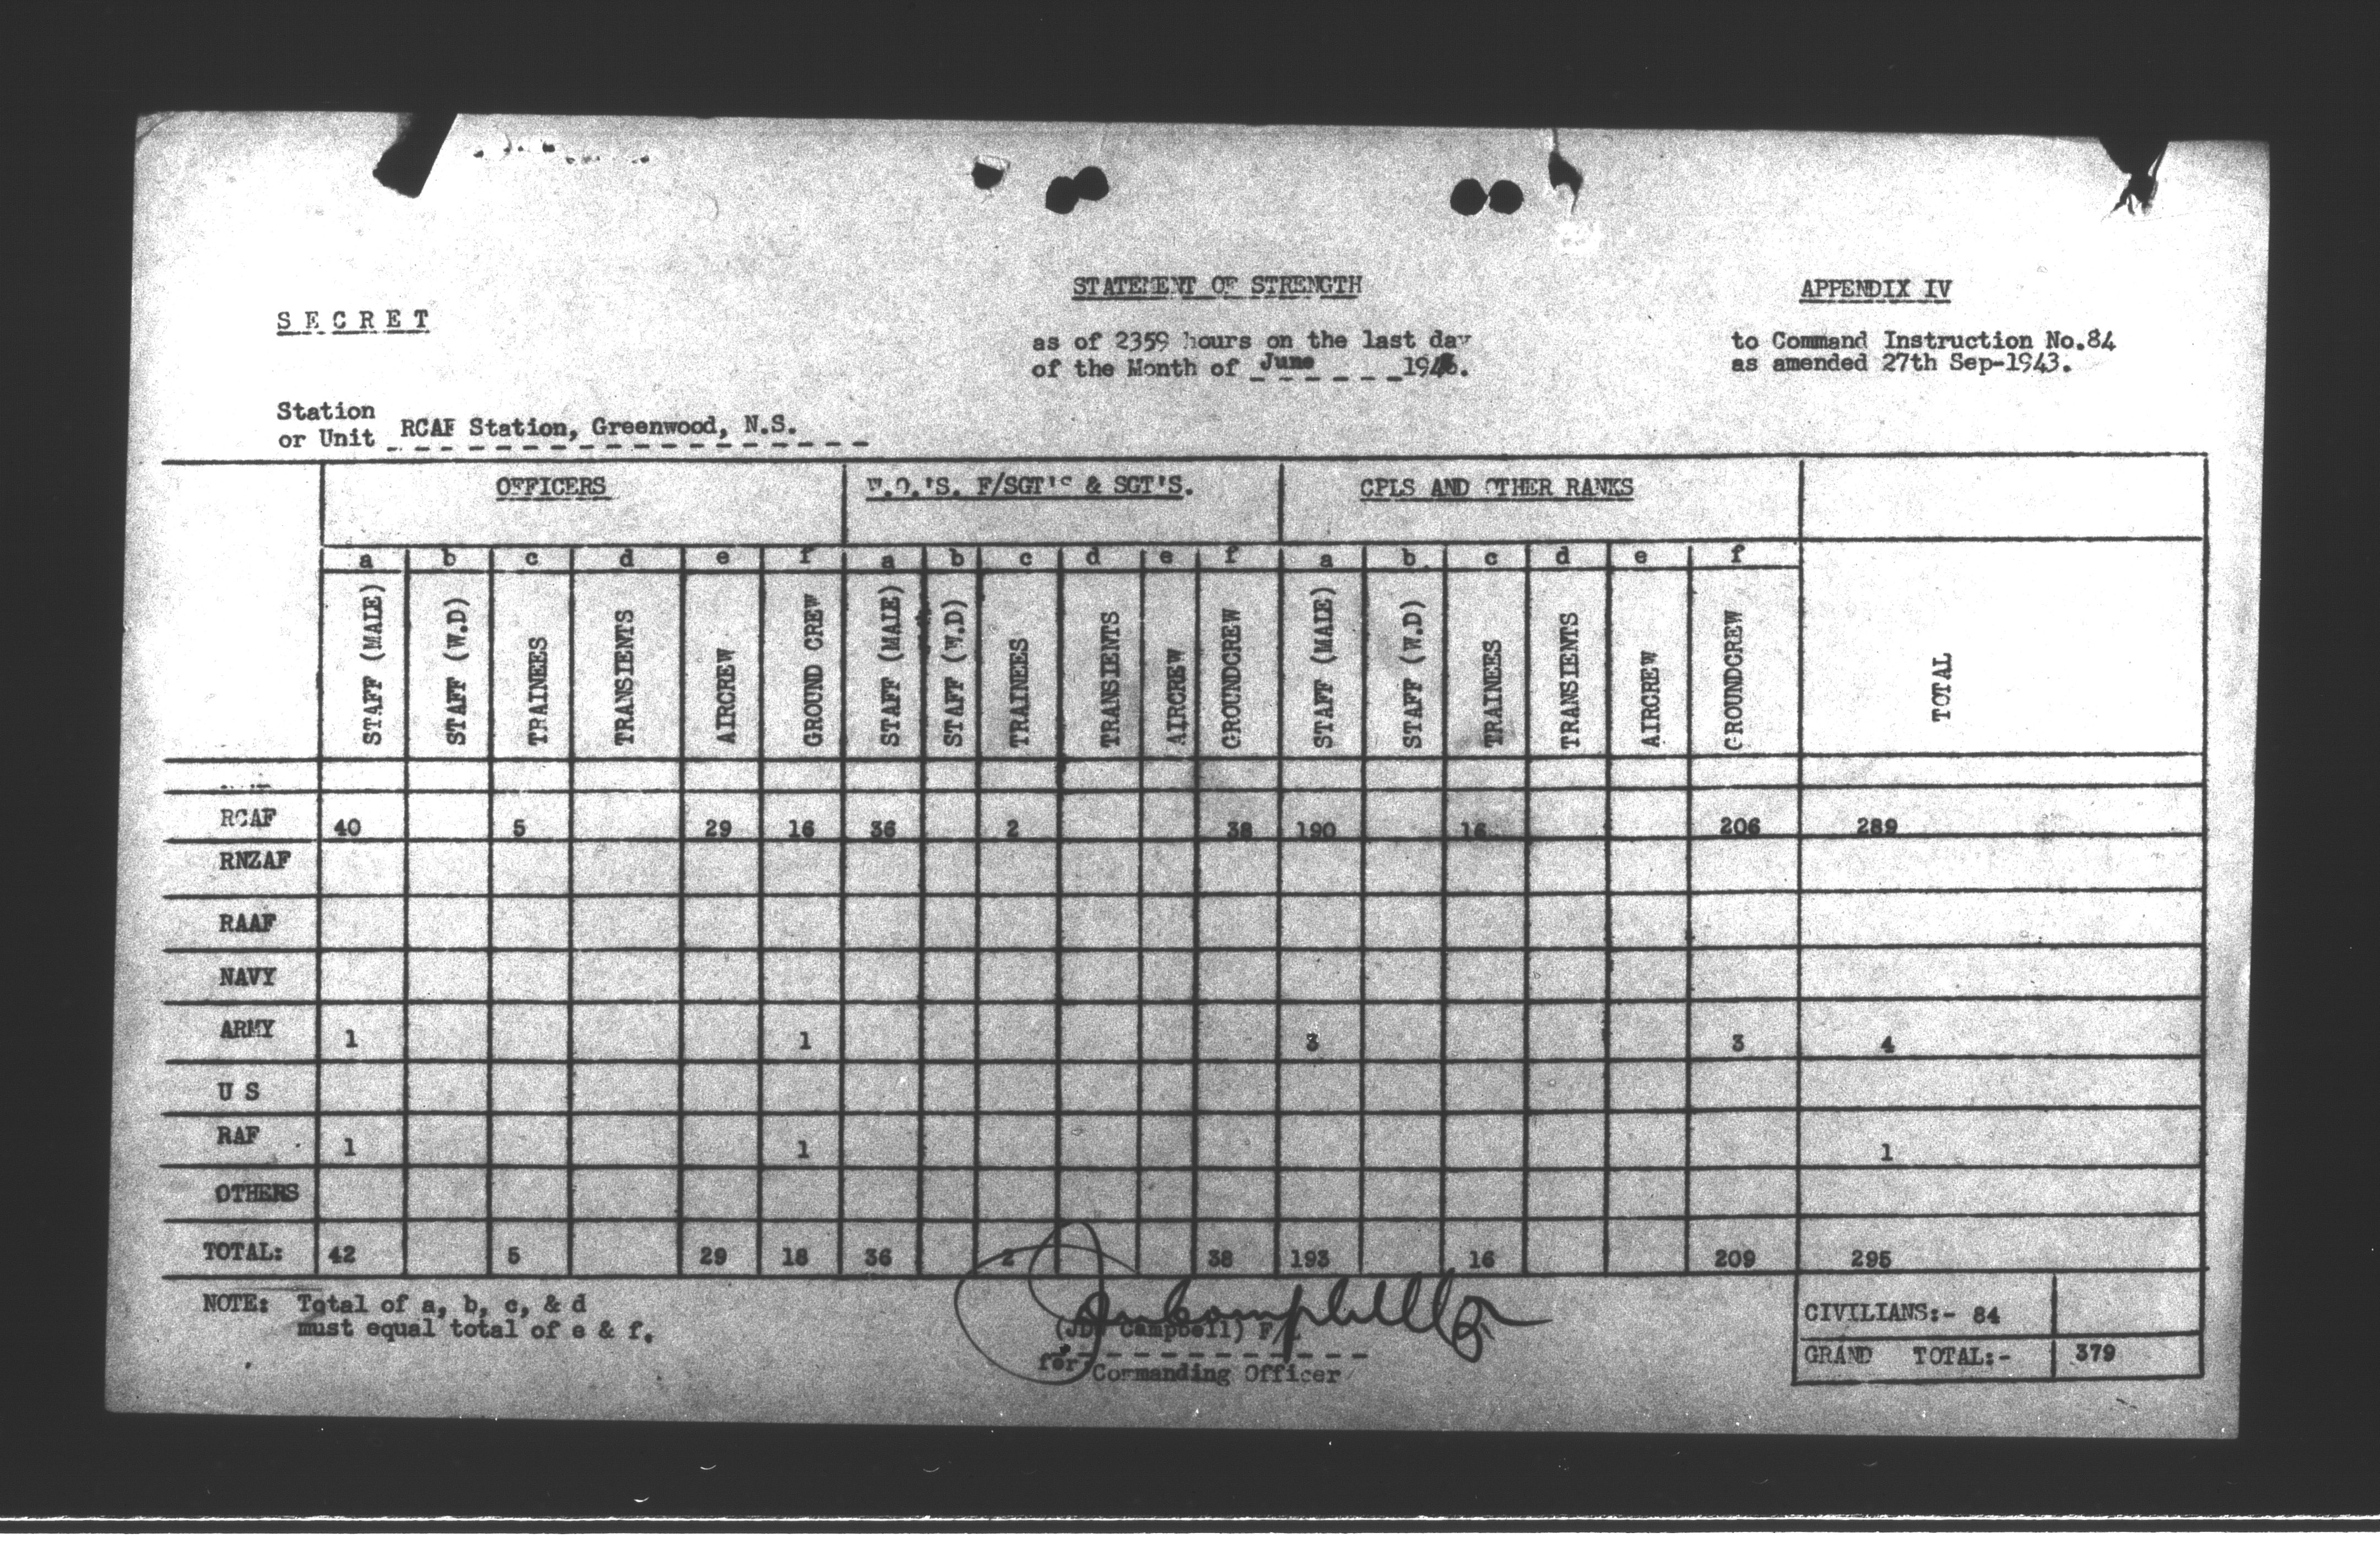 STATEMENT OF STRENGTH
APPENDIX IV
SECRET
as of 2359 hours on the last day
of the Month of June 194
to Command Instruction No.84
as amended 27th Sep-1943.
Station
or Unit RCAF Station, Greenwood, N.S.
OFFICERS W.O.'S. F/SGT'S & SGT'S. CPLS AND OTHER RANKS
a b c d e f a b c d e f a b. c d e f
STAFF (MALE) STAFF (W.D) TRAINEES TRANSIENTS AIRCREW GROUND CREW STAFF (MALE) STAFF (W.D) TRAINEES TRANSIENTS AIRCREW GROUNDCREW STAFF (MALE) STAFF (W.D) TRAINEES TRANSIENTS AIRCREW GROUNDCREW TOTAL
RCAF 40 5 29 16 36 2 38 190 16 206 289
RNZAF
RAAF
NAVY
ARMY 1 1 3 3 4
U S
RAF 1 1 1
OTHERS
TOTAL: 42 5 29 18 36 2 38 193 16 209 295
NOTE: Total of a, b, c, & d
must equal total of e & f.
(JD Campbell) F/L
for Commanding Officer
CIVILIANS:- 84
GRAND TOTAL:- 379